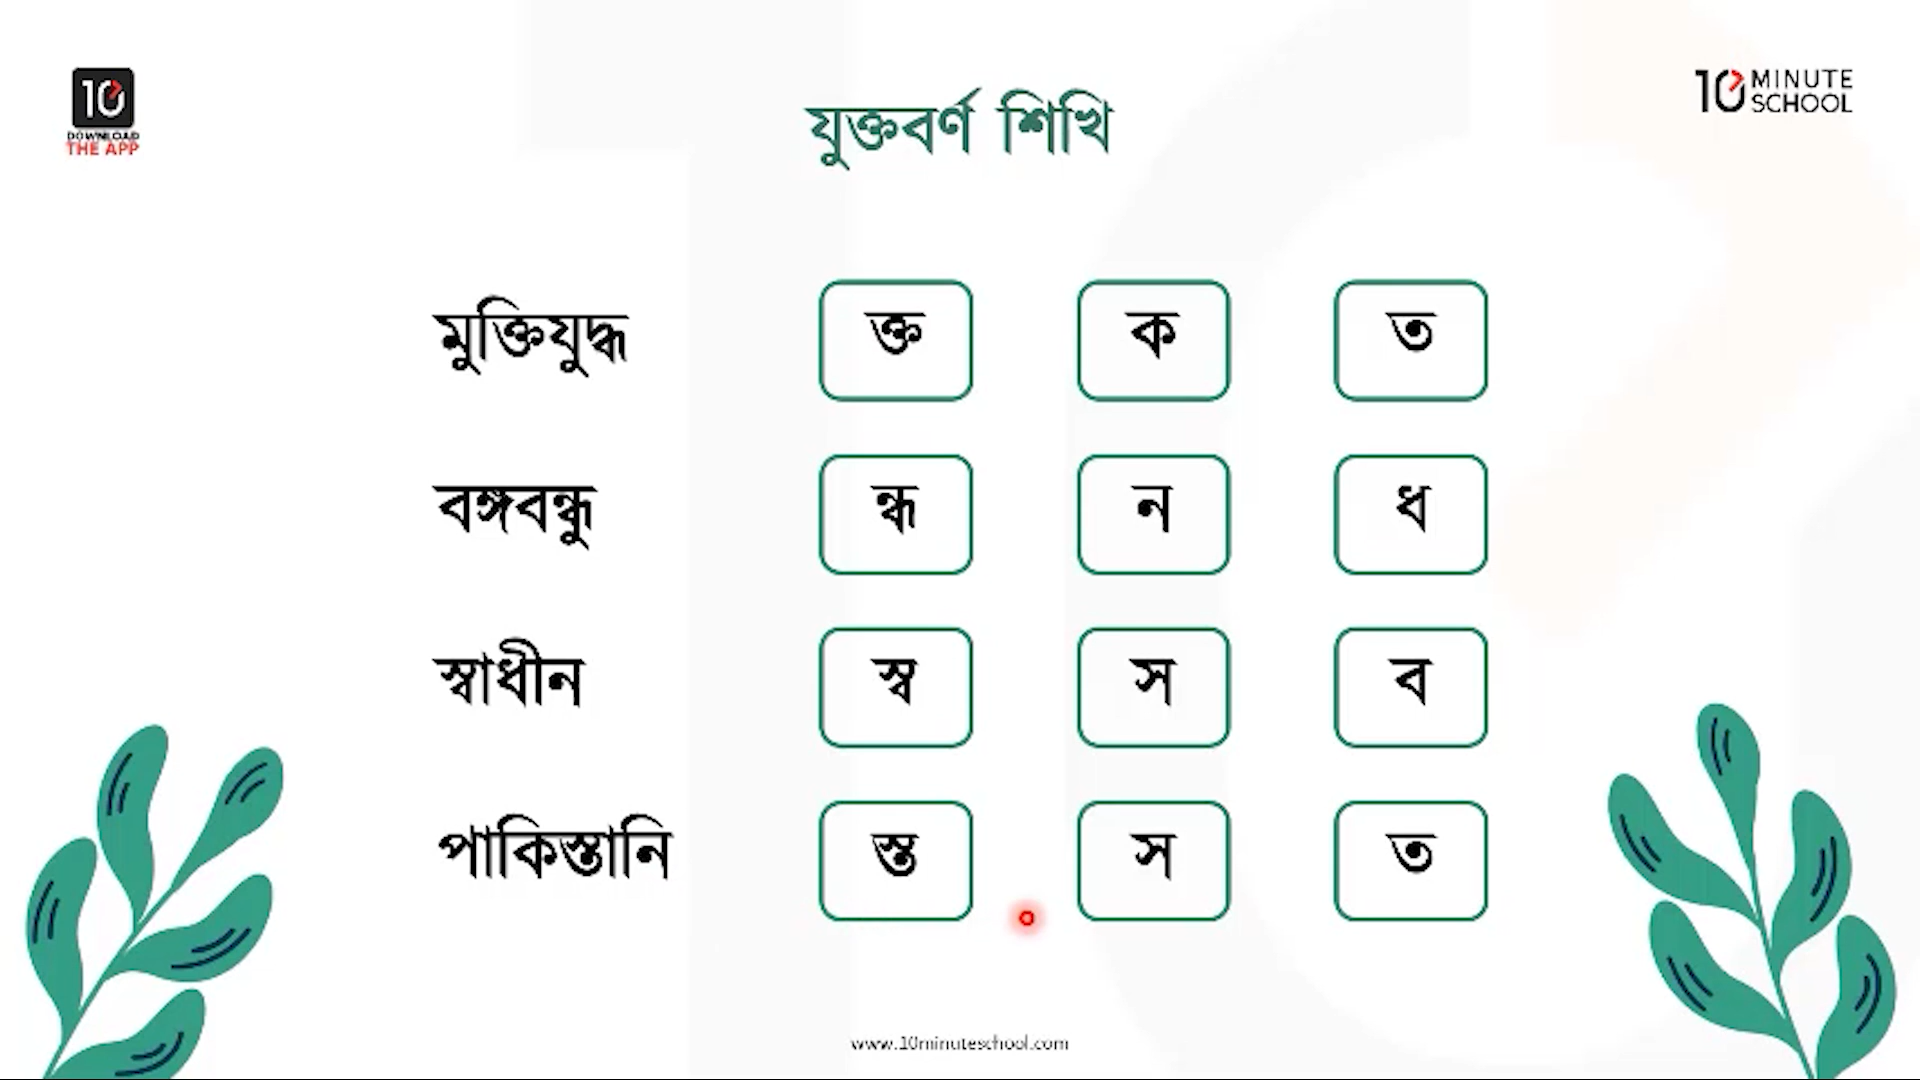 10
DOWNLOAD
THE APP
10 MINUTE
SCHOOL
যুক্তবর্ণ শিখি
মুক্তিযুদ্ধ ক্ত ক ত
বঙ্গবন্ধু ন্ধ ন ধ
স্বাধীন স্ব স ব
পাকিস্তানি স্ত স ত
www.10minuteschool.com